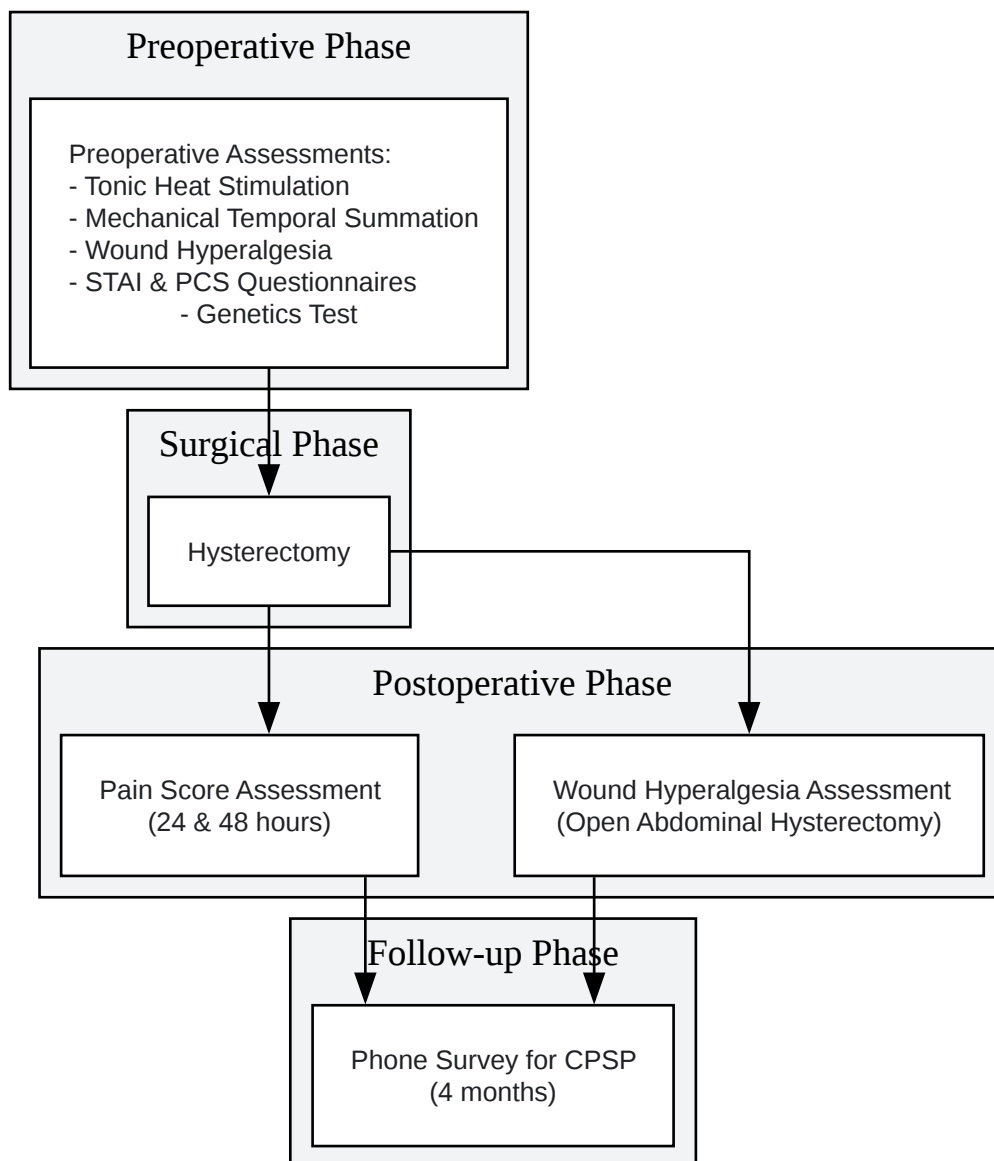 Preoperative Phase
Preoperative Assessments:
- Tonic Heat Stimulation
- Mechanical Temporal Summation
- Wound Hyperalgesia
- STAI & PCS Questionnaires
- Genetics Test
Surgical Phase
Hysterectomy
Postoperative Phase
Pain Score Assessment
(24 & 48 hours)
Wound Hyperalgesia Assessment
(Open Abdominal Hysterectomy)
Follow-up Phase
Phone Survey for CPSP
(4 months)